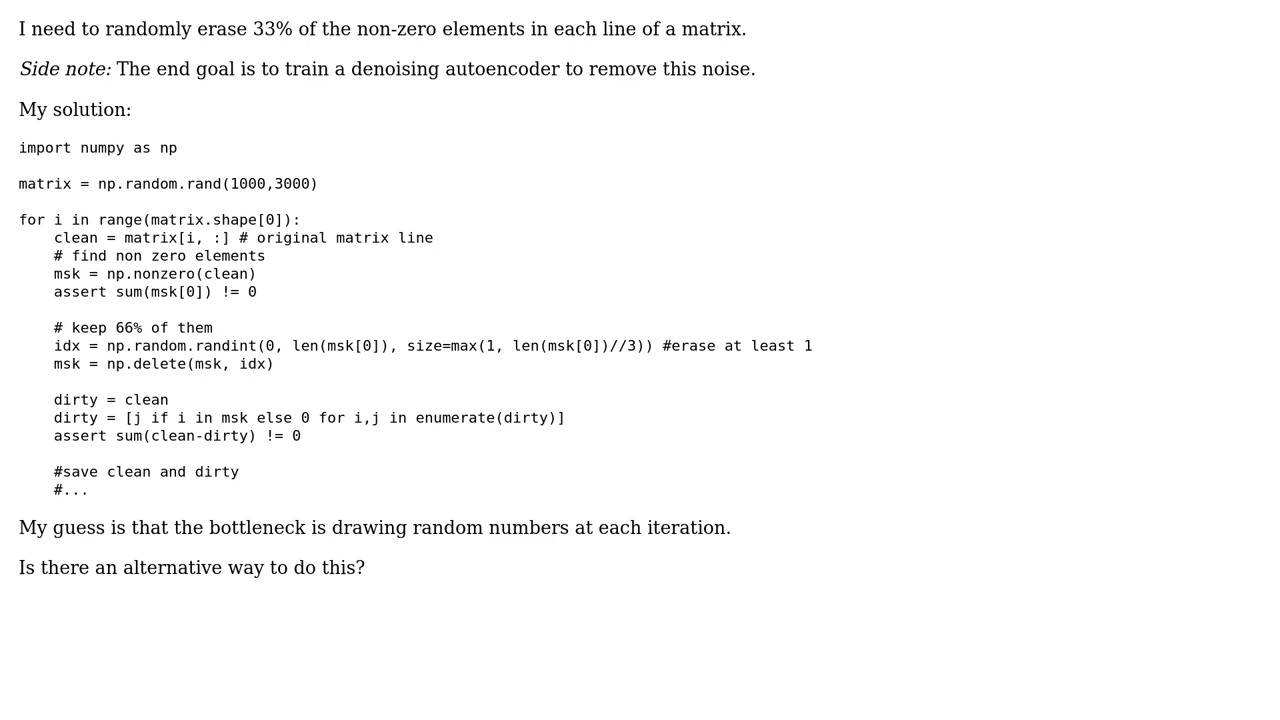 I need to randomly erase 33% of the non-zero elements in each line of a matrix.
Side note: The end goal is to train a denoising autoencoder to remove this noise.
My solution:
import numpy as np
matrix = np.random.rand(1000,3000)
for i in range(matrix.shape[0]):
    clean = matrix[i, :] # original matrix line
    # find non zero elements
    msk = np.nonzero(clean)
    assert sum(msk[0]) != 0
    # keep 66% of them
    idx = np.random.randint(0, len(msk[0]), size=max(1, len(msk[0])//3)) #erase at least 1
    msk = np.delete(msk, idx)
    dirty = clean
    dirty = [j if i in msk else 0 for i,j in enumerate(dirty)]
    assert sum(clean-dirty) != 0
    #save clean and dirty
    #...
My guess is that the bottleneck is drawing random numbers at each iteration.
Is there an alternative way to do this?